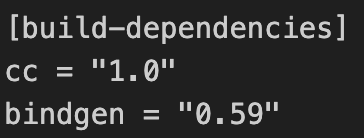 [build-dependencies]
cc = "1.0"
bindgen = "0.59"